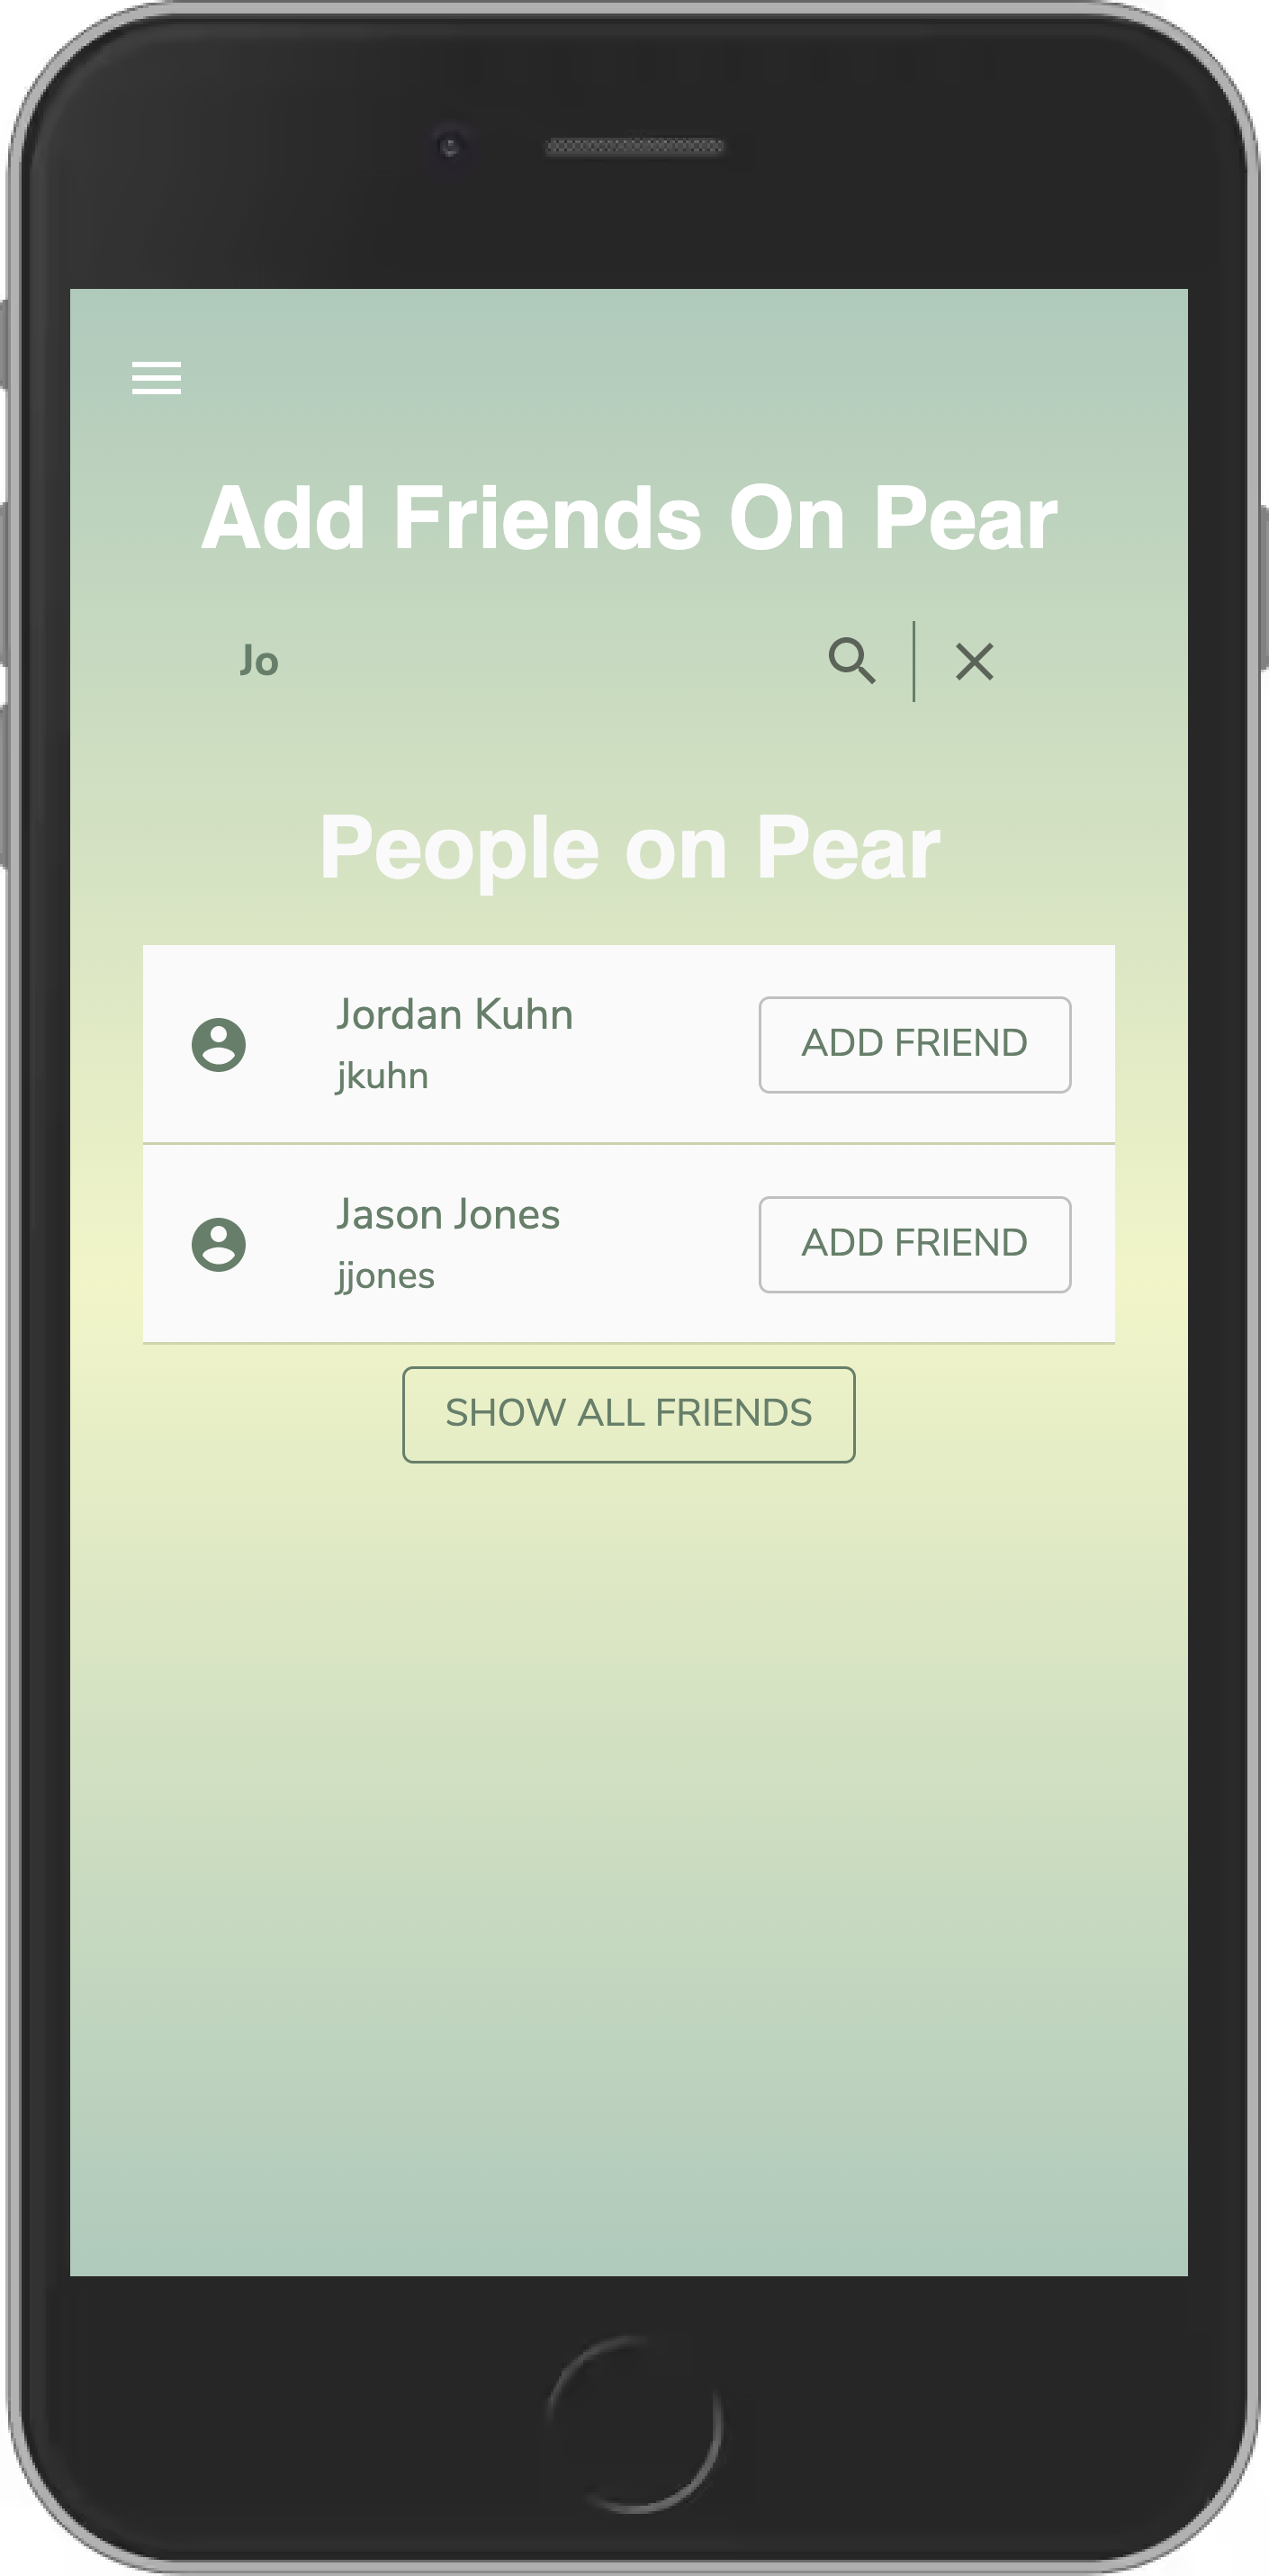 Add Friends On Pear
Jo
People on Pear
Jordan Kuhn
jkuhn
ADD FRIEND
Jason Jones
jjones
ADD FRIEND
SHOW ALL FRIENDS